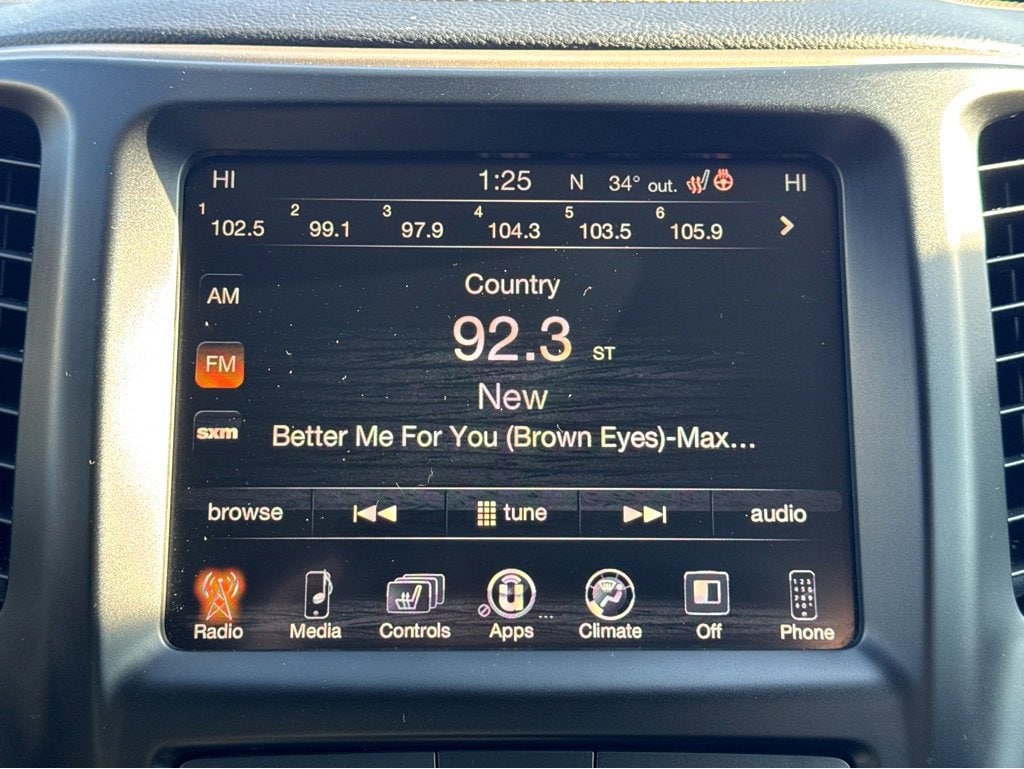 HI 1:25 N 34° out. HI
1 102.5 2 99.1 3 97.9 4 104.3 5 103.5 6 105.9
Country
AM
92.3 ST
FM
New
sxm
Better Me For You (Brown Eyes)-Max...
browse tune audio
Radio Media Controls Apps Climate Off Phone